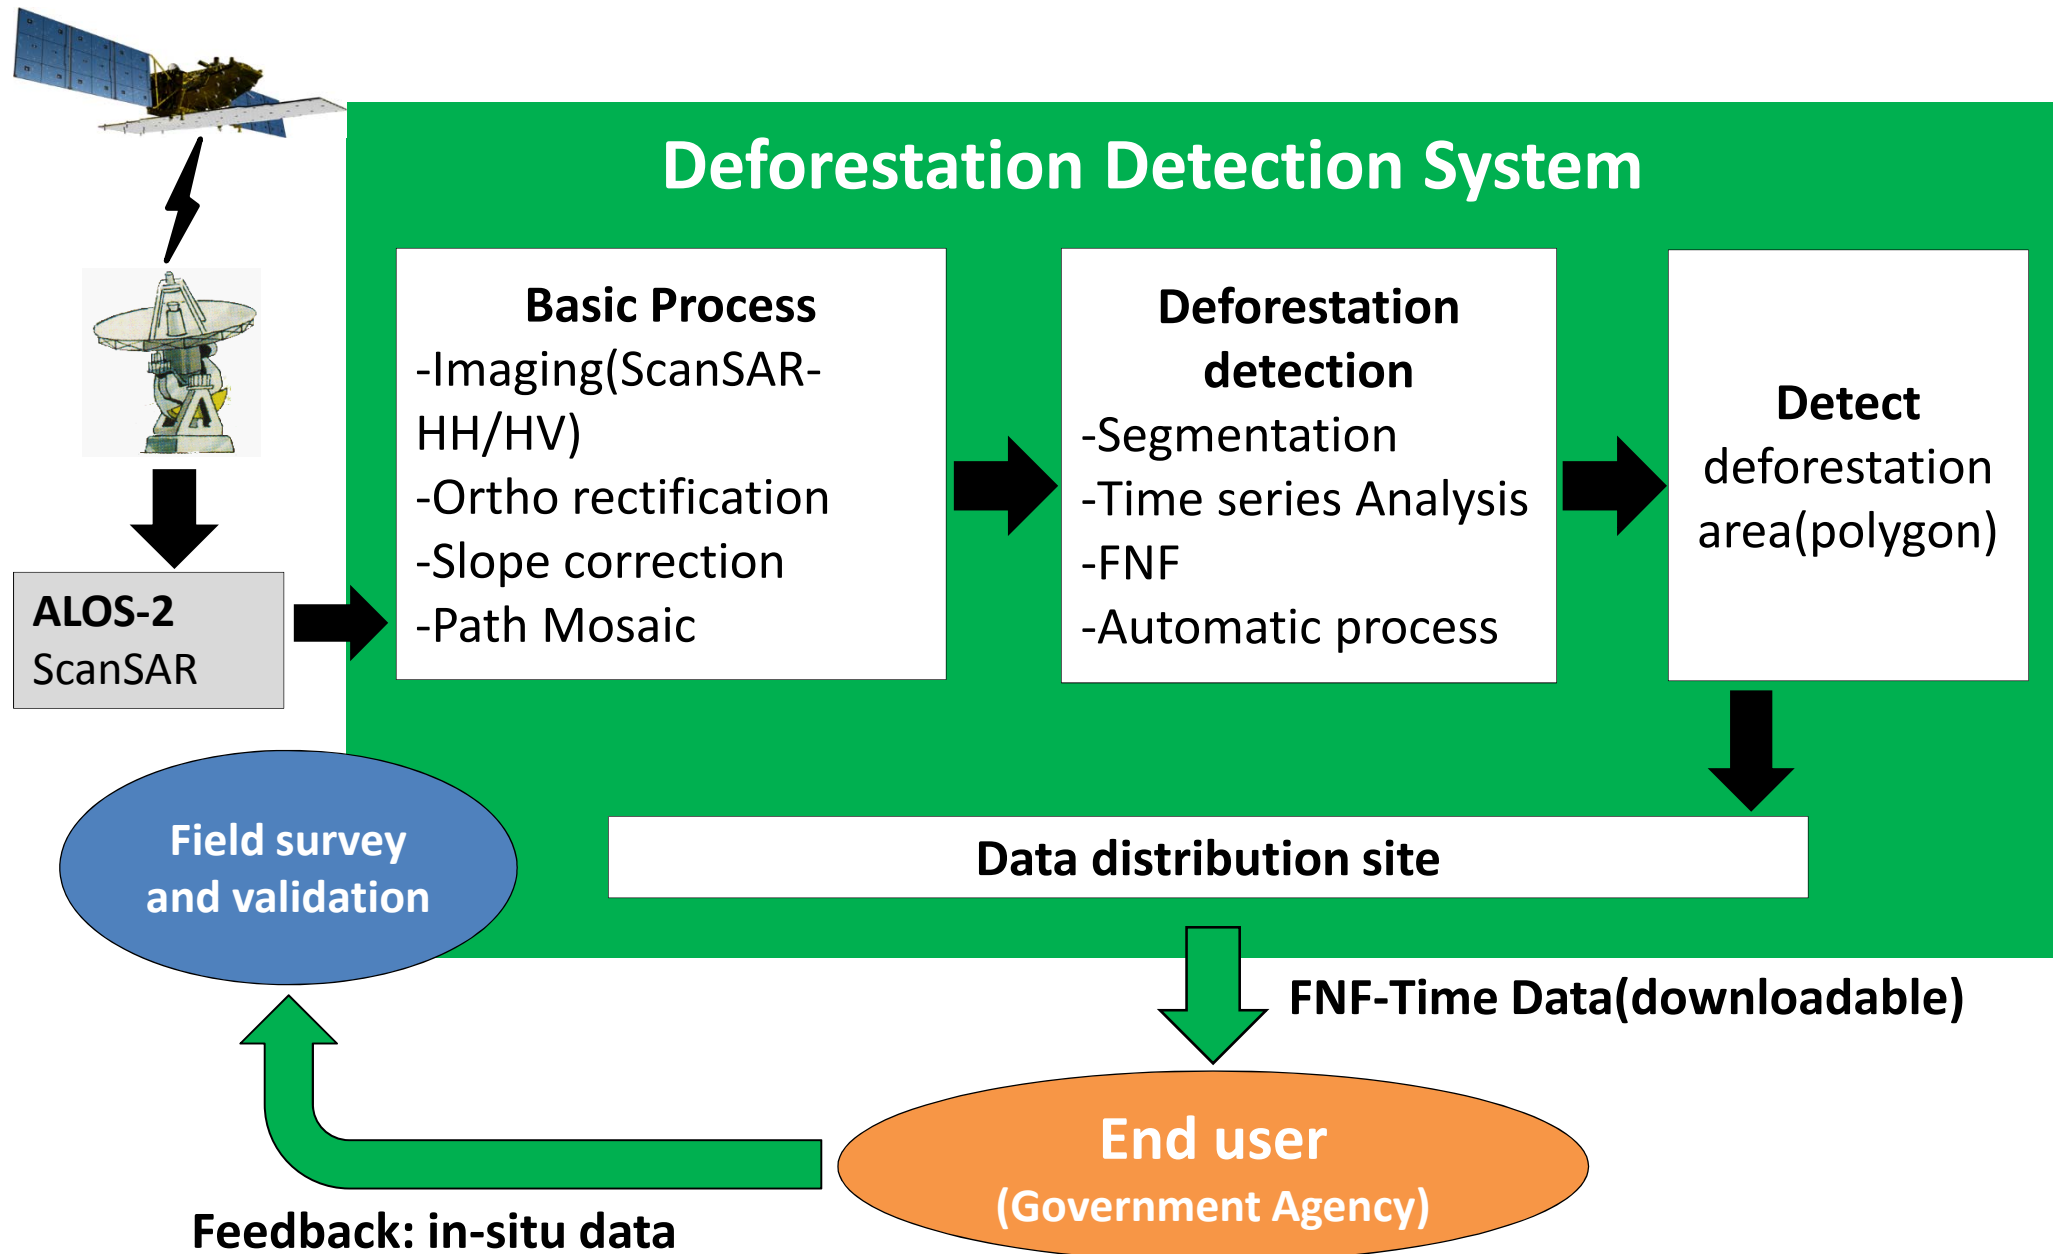 Deforestation Detection System
Basic Process
-Imaging(ScanSAR-
HH/HV)
-Ortho rectification
-Slope correction
-Path Mosaic
Deforestation
detection
-Segmentation
-Time series Analysis
-FNF
-Automatic process
Detect
deforestation
area(polygon)
ALOS-2
ScanSAR
Field survey
and validation
Data distribution site
FNF-Time Data(downloadable)
End user
(Government Agency)
Feedback: in-situ data